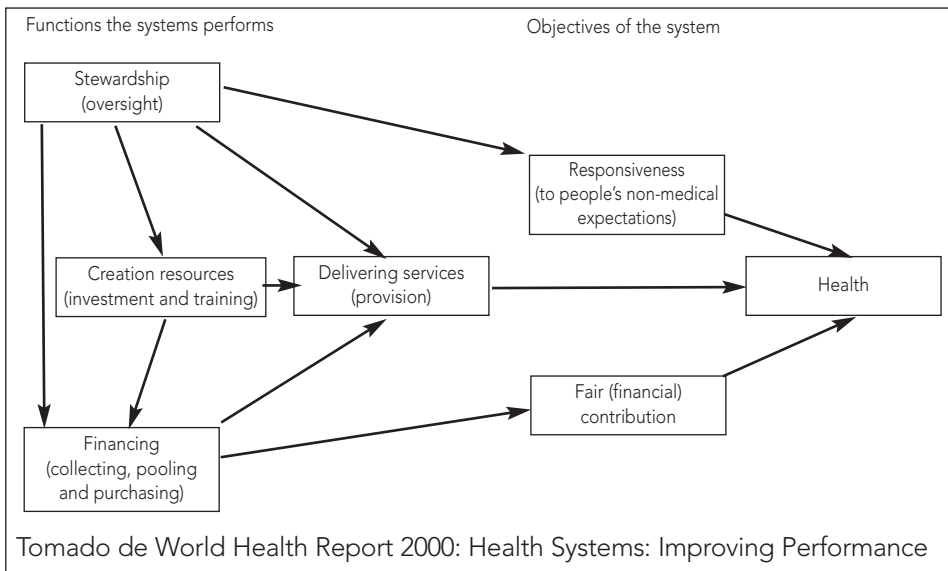 Functions the systems performs
Objectives of the system
Stewardship
(oversight)
Responsiveness
(to people's non-medical
expectations)
Creation resources
(investment and training)
Delivering services
(provision)
Health
Fair (financial)
contribution
Financing
(collecting, pooling
and purchasing)
Tomado de World Health Report 2000: Health Systems: Improving Performance